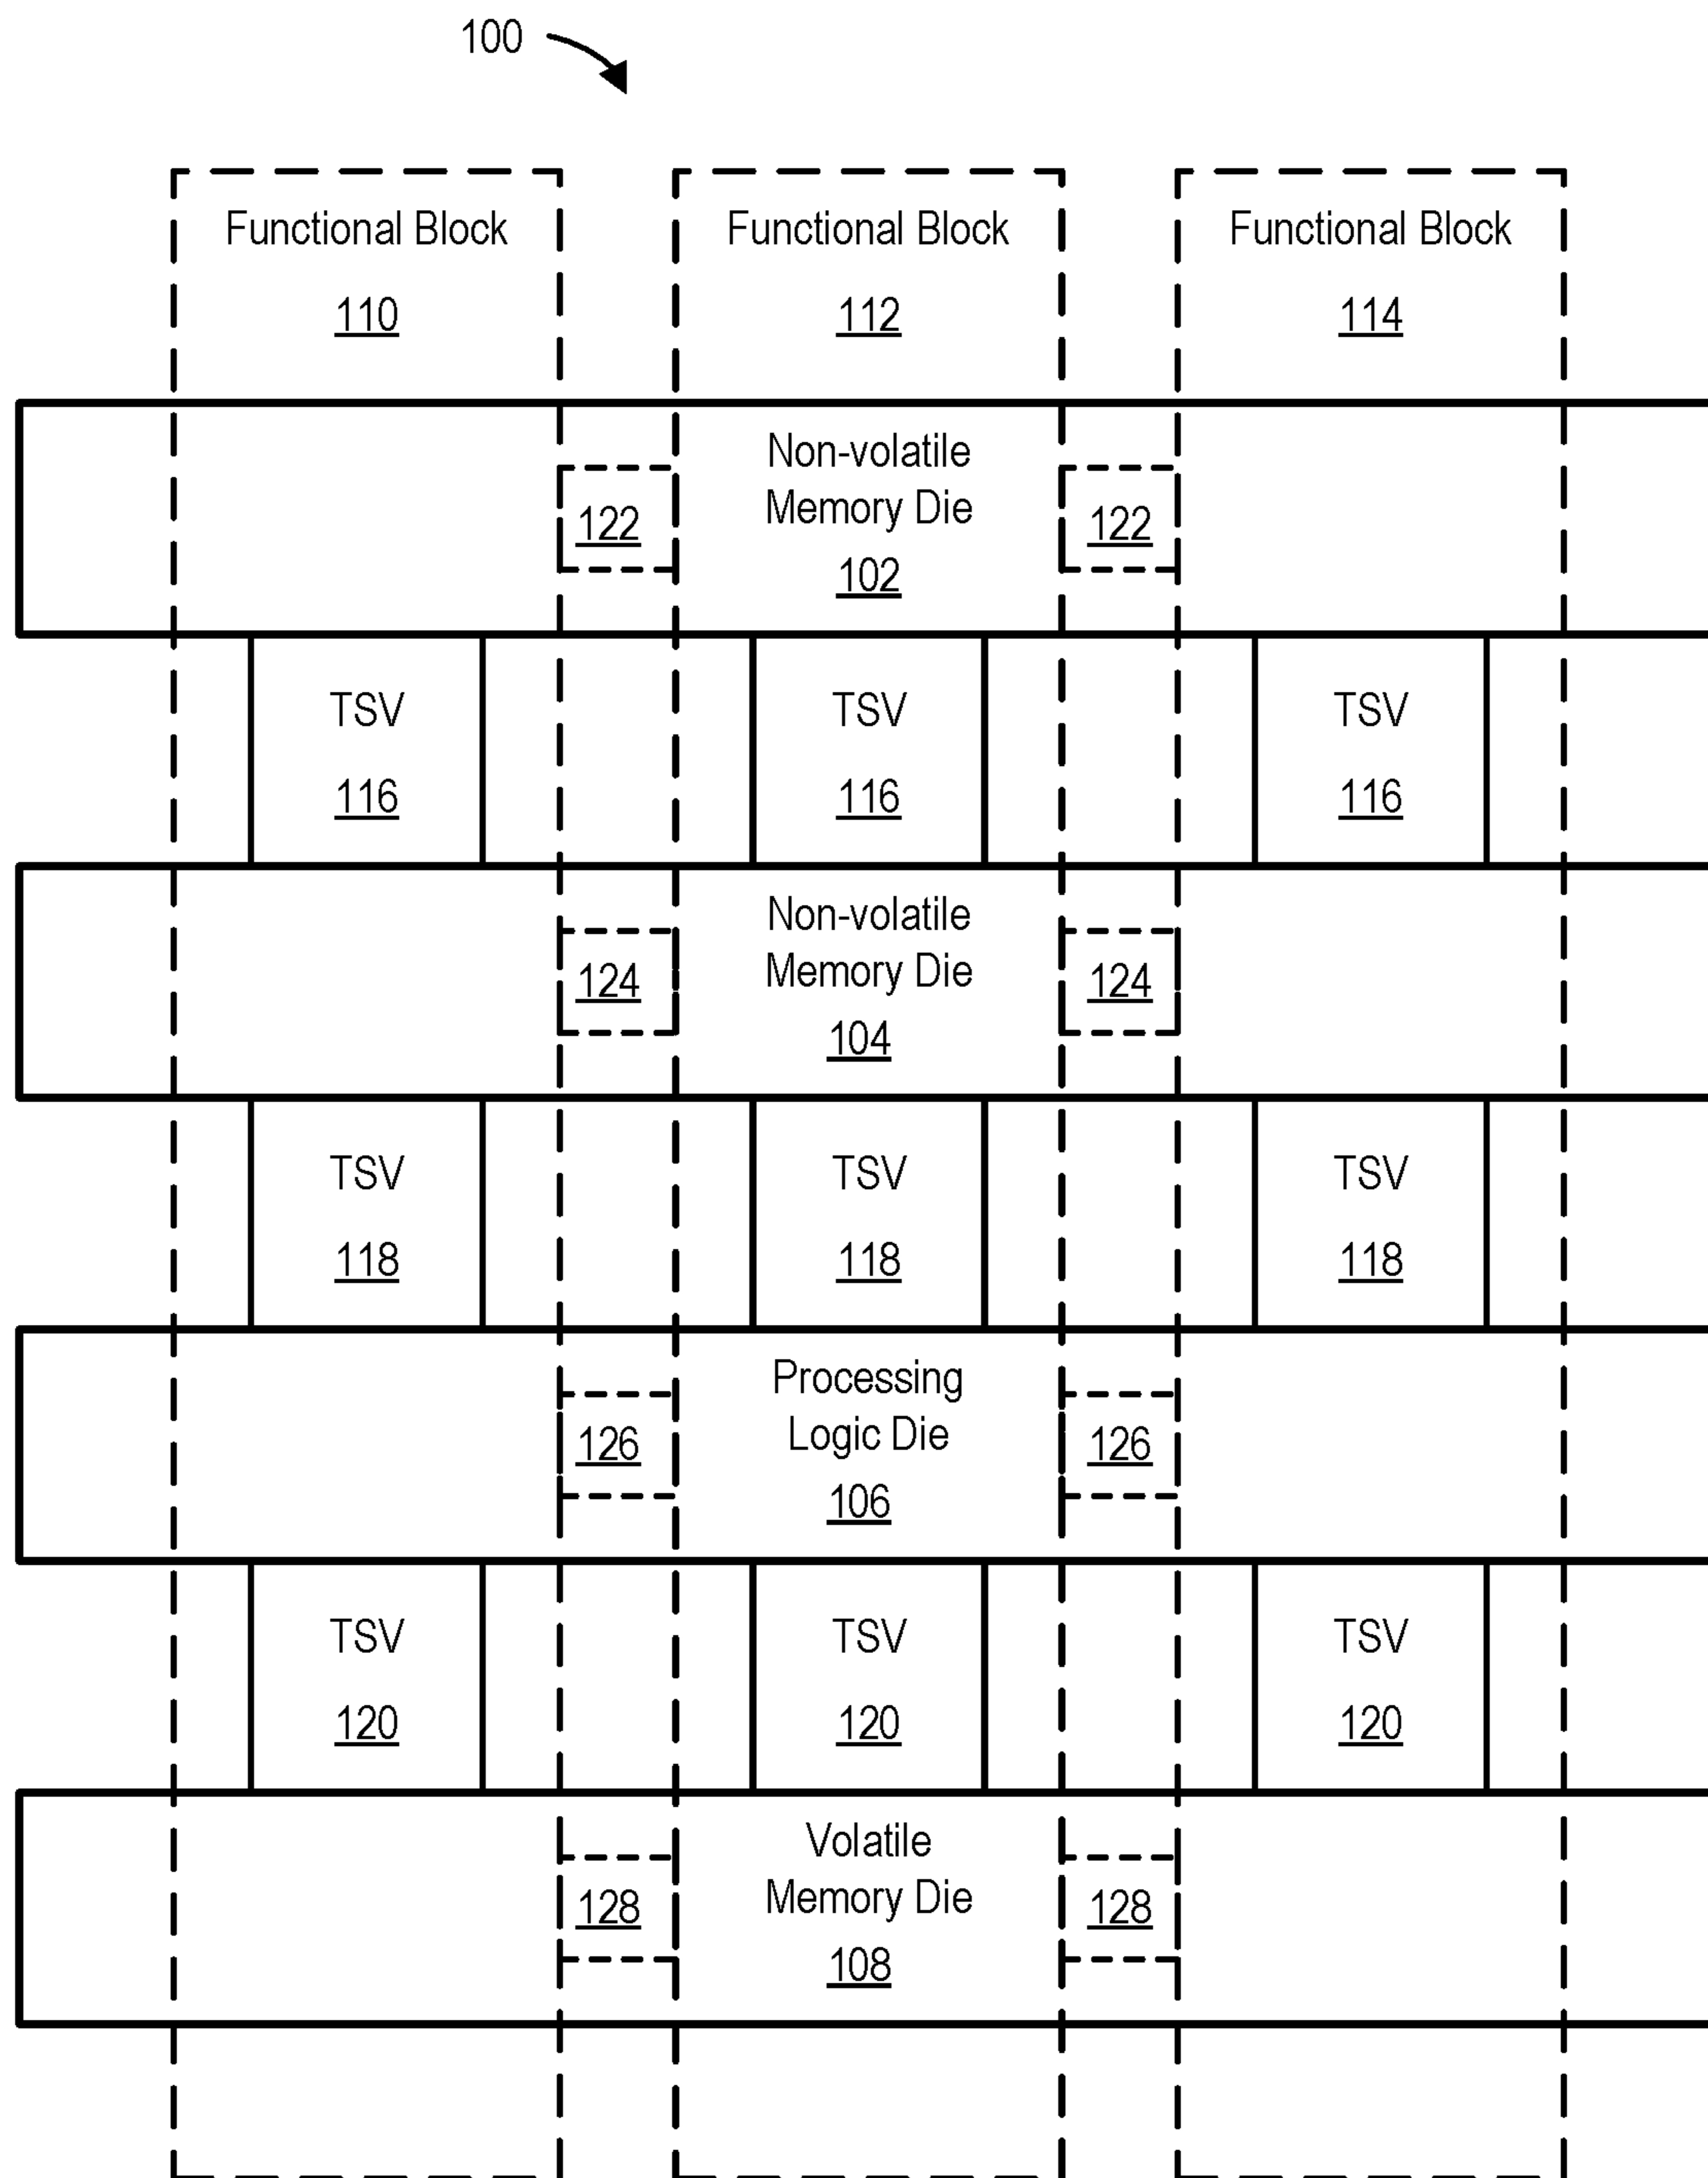 100
Functional Block Functional Block Functional Block
110 112 114
Non-volatile
Memory Die
122 122
102
TSV TSV TSV
116 116 116
Non-volatile
Memory Die
124 124
104
TSV TSV TSV
118 118 118
Processing
Logic Die
126 126
106
TSV TSV TSV
120 120 120
Volatile
Memory Die
128 128
108